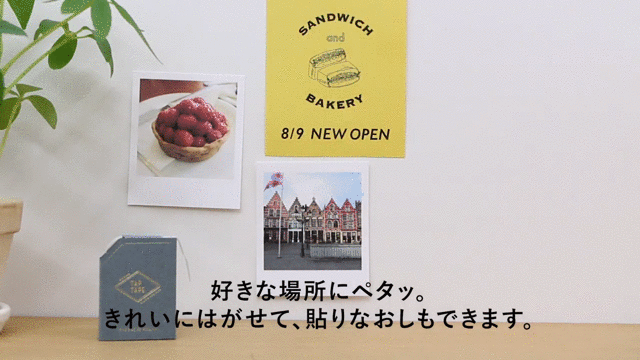 SANDWICH
and
BAKERY
8/9 NEW OPEN
好きな場所にペタッ。
きれいにはがせて、貼りなおしもできます。